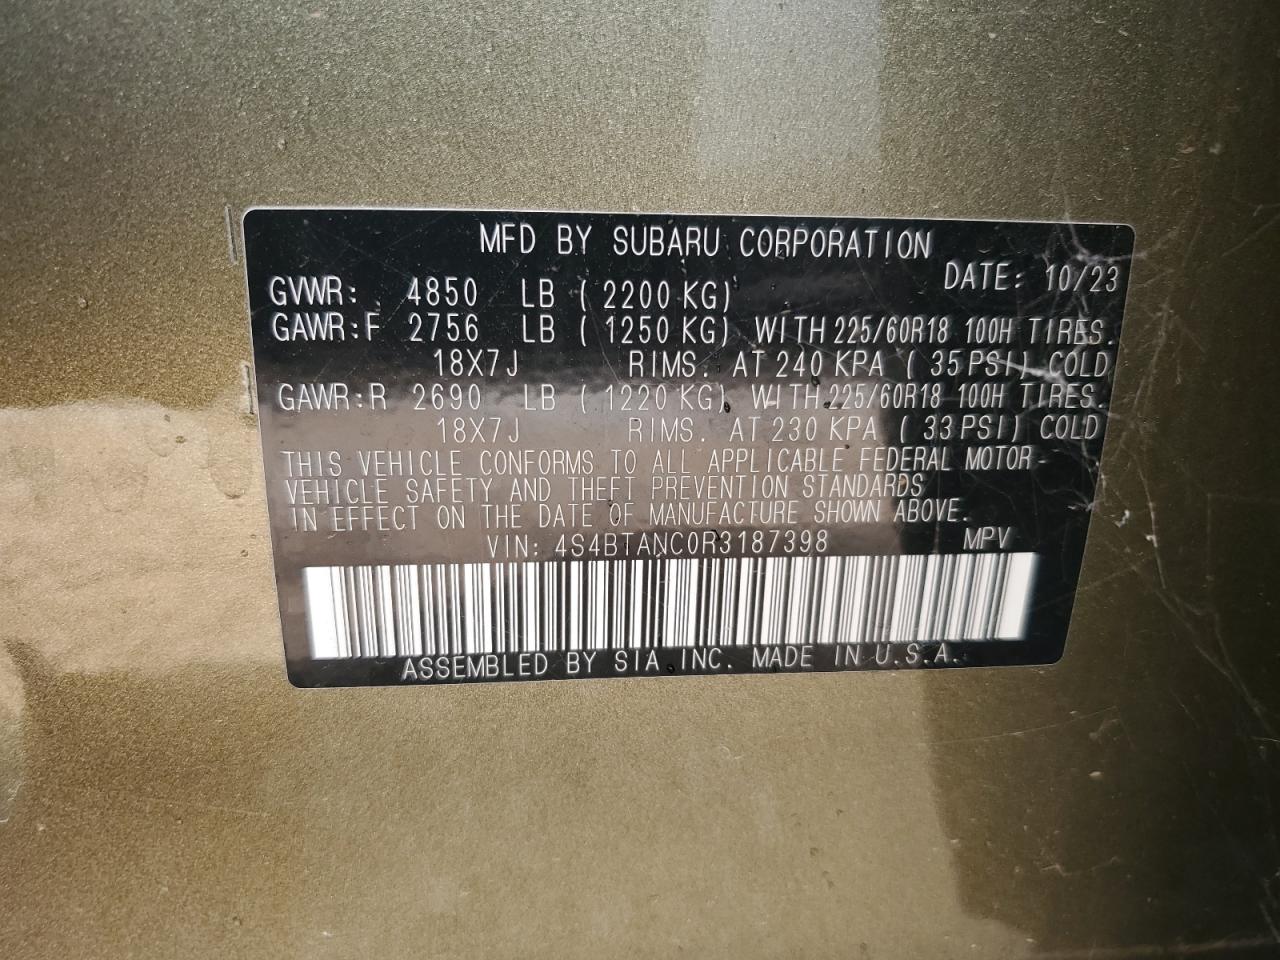 MFD BY SUBARU CORPORATION
DATE: 10/23
GVWR: 4850 LB (2200 KG)
GAWR:F 2756 LB (1250 KG) WITH 225/60R18 100H TIRES.
18X7J RIMS. AT 240 KPA (35 PSI) COLD
GAWR:R 2690 LB (1220 KG) WITH 225/60R18 100H TIRES.
18X7J RIMS. AT 230 KPA (33 PSI) COLD
THIS VEHICLE CONFORMS TO ALL APPLICABLE FEDERAL MOTOR
VEHICLE SAFETY AND THEFT PREVENTION STANDARDS
IN EFFECT ON THE DATE OF MANUFACTURE SHOWN ABOVE.
VIN: 4S4BTANC0R3187398 MPV
ASSEMBLED BY SIA INC. MADE IN U.S.A.